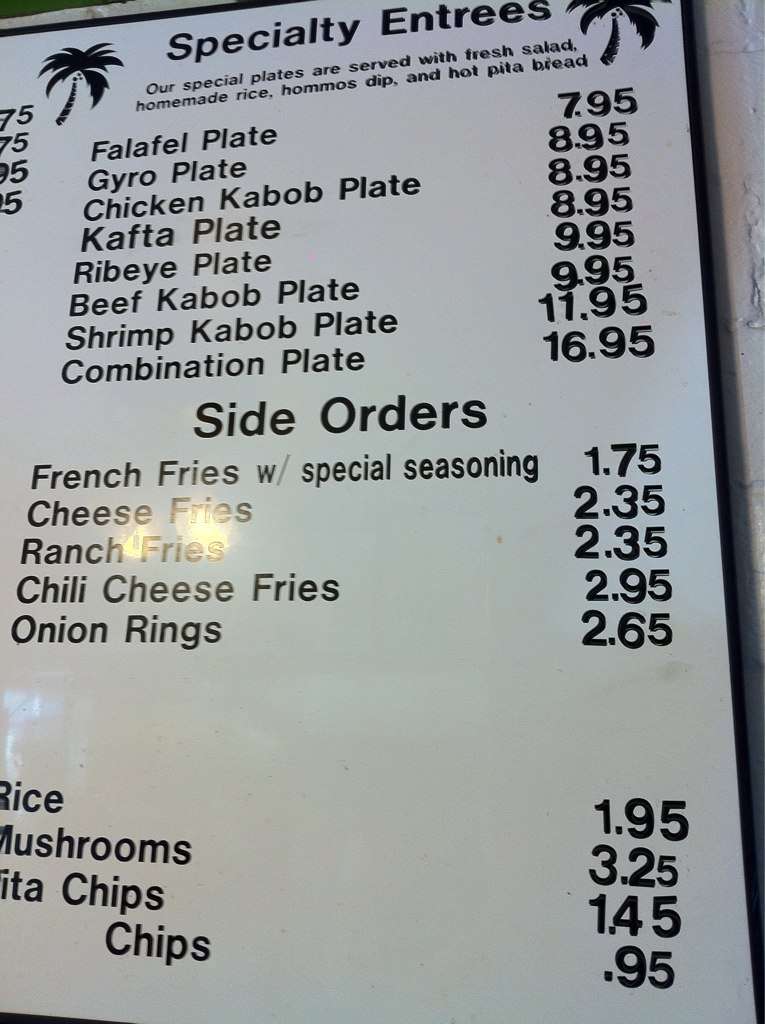 Specialty Entrees
Our special plates are served with fresh salad,
homemade rice, hommos dip, and hot pita bread
75
75
95
5
Falafel Plate 7.95
Gyro Plate 8.95
Chicken Kabob Plate 8.95
Kafta Plate 8.95
Ribeye Plate 9.95
Beef Kabob Plate 9.95
Shrimp Kabob Plate 11.95
Combination Plate 16.95
Side Orders
French Fries w/ special seasoning 1.75
Cheese Fries 2.35
Ranch Fries 2.35
Chili Cheese Fries 2.95
Onion Rings 2.65
Rice 1.95
Mushrooms 3.25
ita Chips 1.45
Chips .95